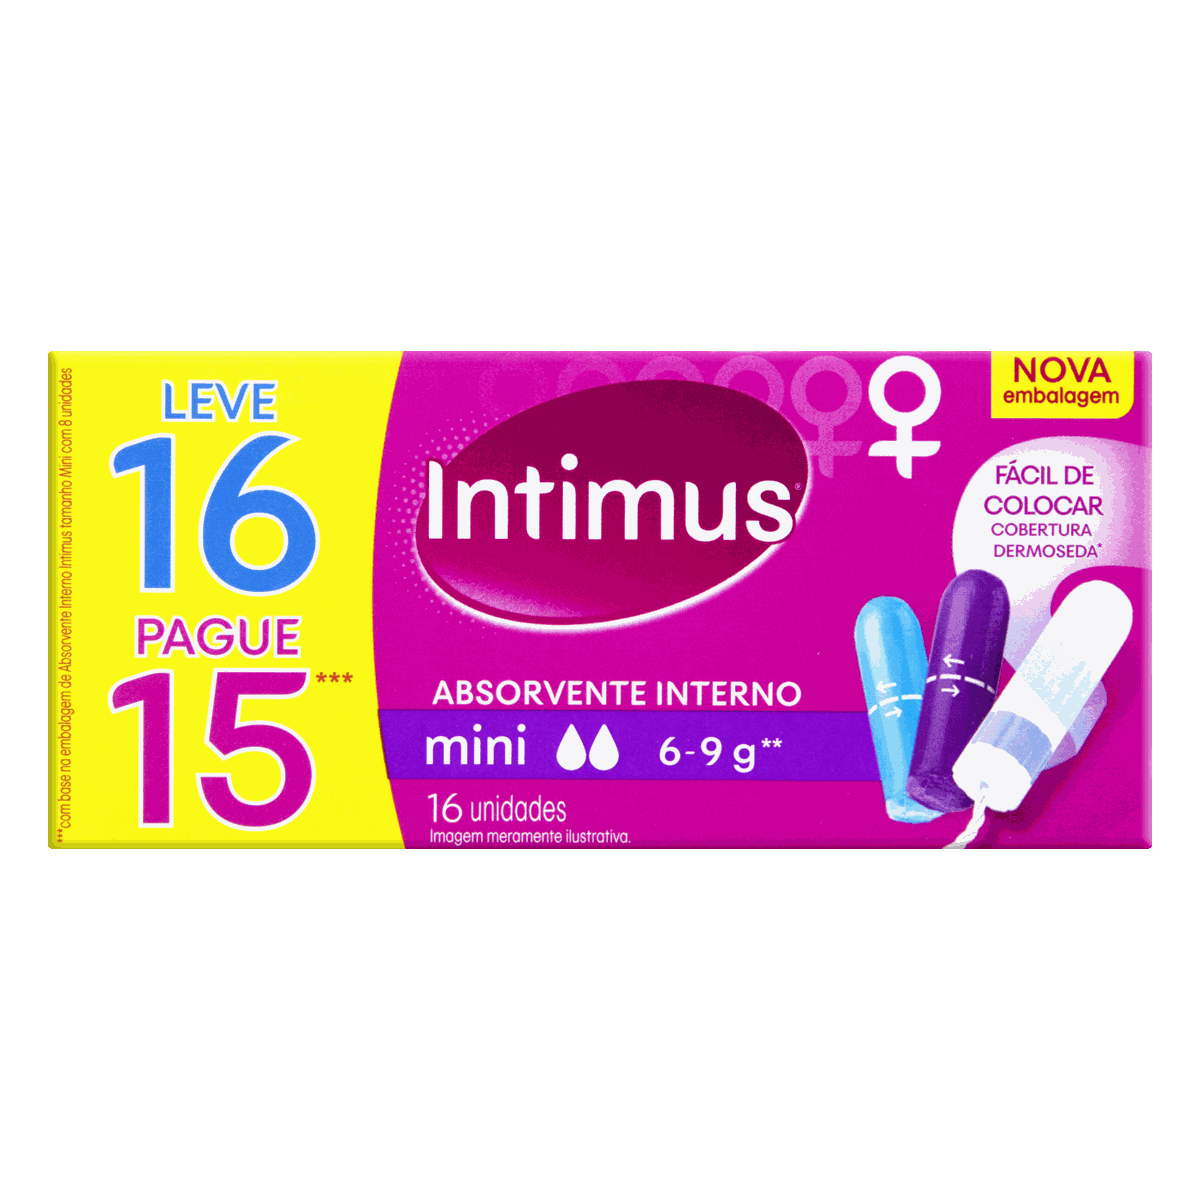 ***com base na embalagem de Absorvente Interno Intimus tamanho Mini com 8 unidades
LEVE
16
PAGUE
15***
Intimus®
ABSORVENTE INTERNO
mini 6-9 g**
16 unidades
Imagem meramente ilustrativa.
NOVA
embalagem
FÁCIL DE
COLOCAR
COBERTURA
DERMOSEDA*